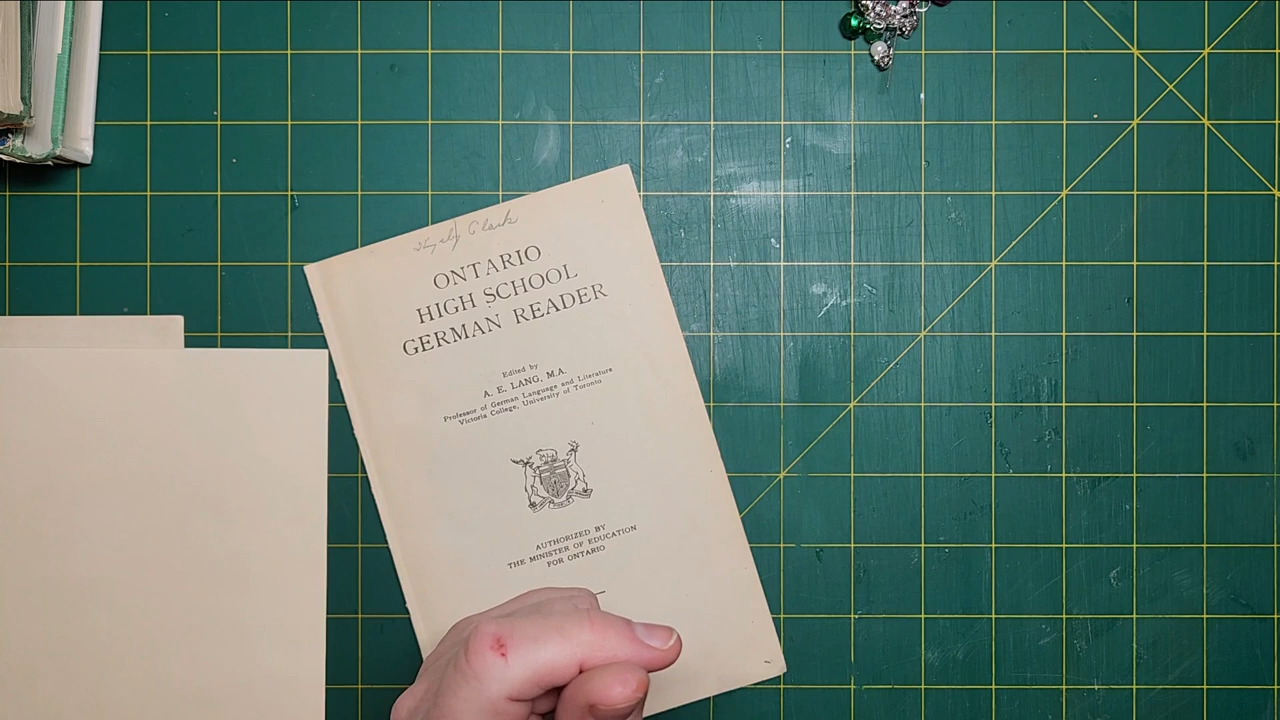 Clark
ONTARIO
HIGH SCHOOL
GERMAN READER
Edited by
A. E. LANG, M.A.
Professor of German Language and Literature
Victoria College, University of Toronto
AUTHORIZED BY
THE MINISTER OF EDUCATION
FOR ONTARIO